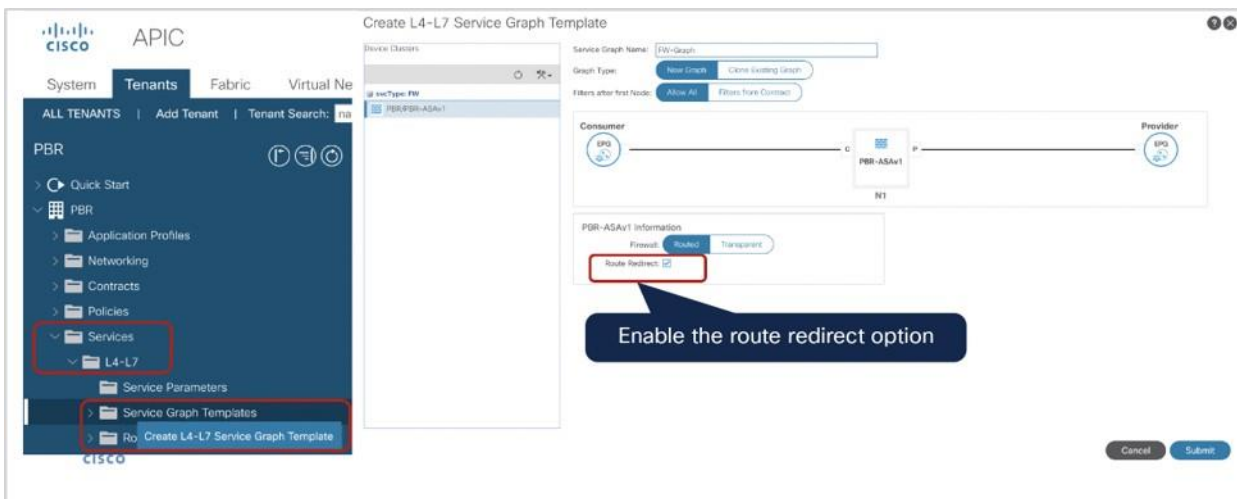 CISCO
APIC
System Tenants Fabric Virtual Ne
ALL TENANTS | Add Tenant | Tenant Search: na
PBR
Quick Start
PBR
Application Profiles
Networking
Contracts
Policies
Services
L4-L7
Service Parameters
Service Graph Templates
Ro
Create L4-L7 Service Graph Template
CISCO
Create L4-L7 Service Graph Template
Device Clusters
svcType: FW
PBR/PBR-ASAv1
Service Graph Name: FW-Graph
Graph Type: New Graph Clone Existing Graph
Filters after first Node: Allow All Filters from Contract
Consumer
EPG
C
PBR-ASAv1
P
N1
Provider
EPG
PBR-ASAv1 Information
Firewall: Routed Transparent
Route Redirect:
Enable the route redirect option
Cancel Submit